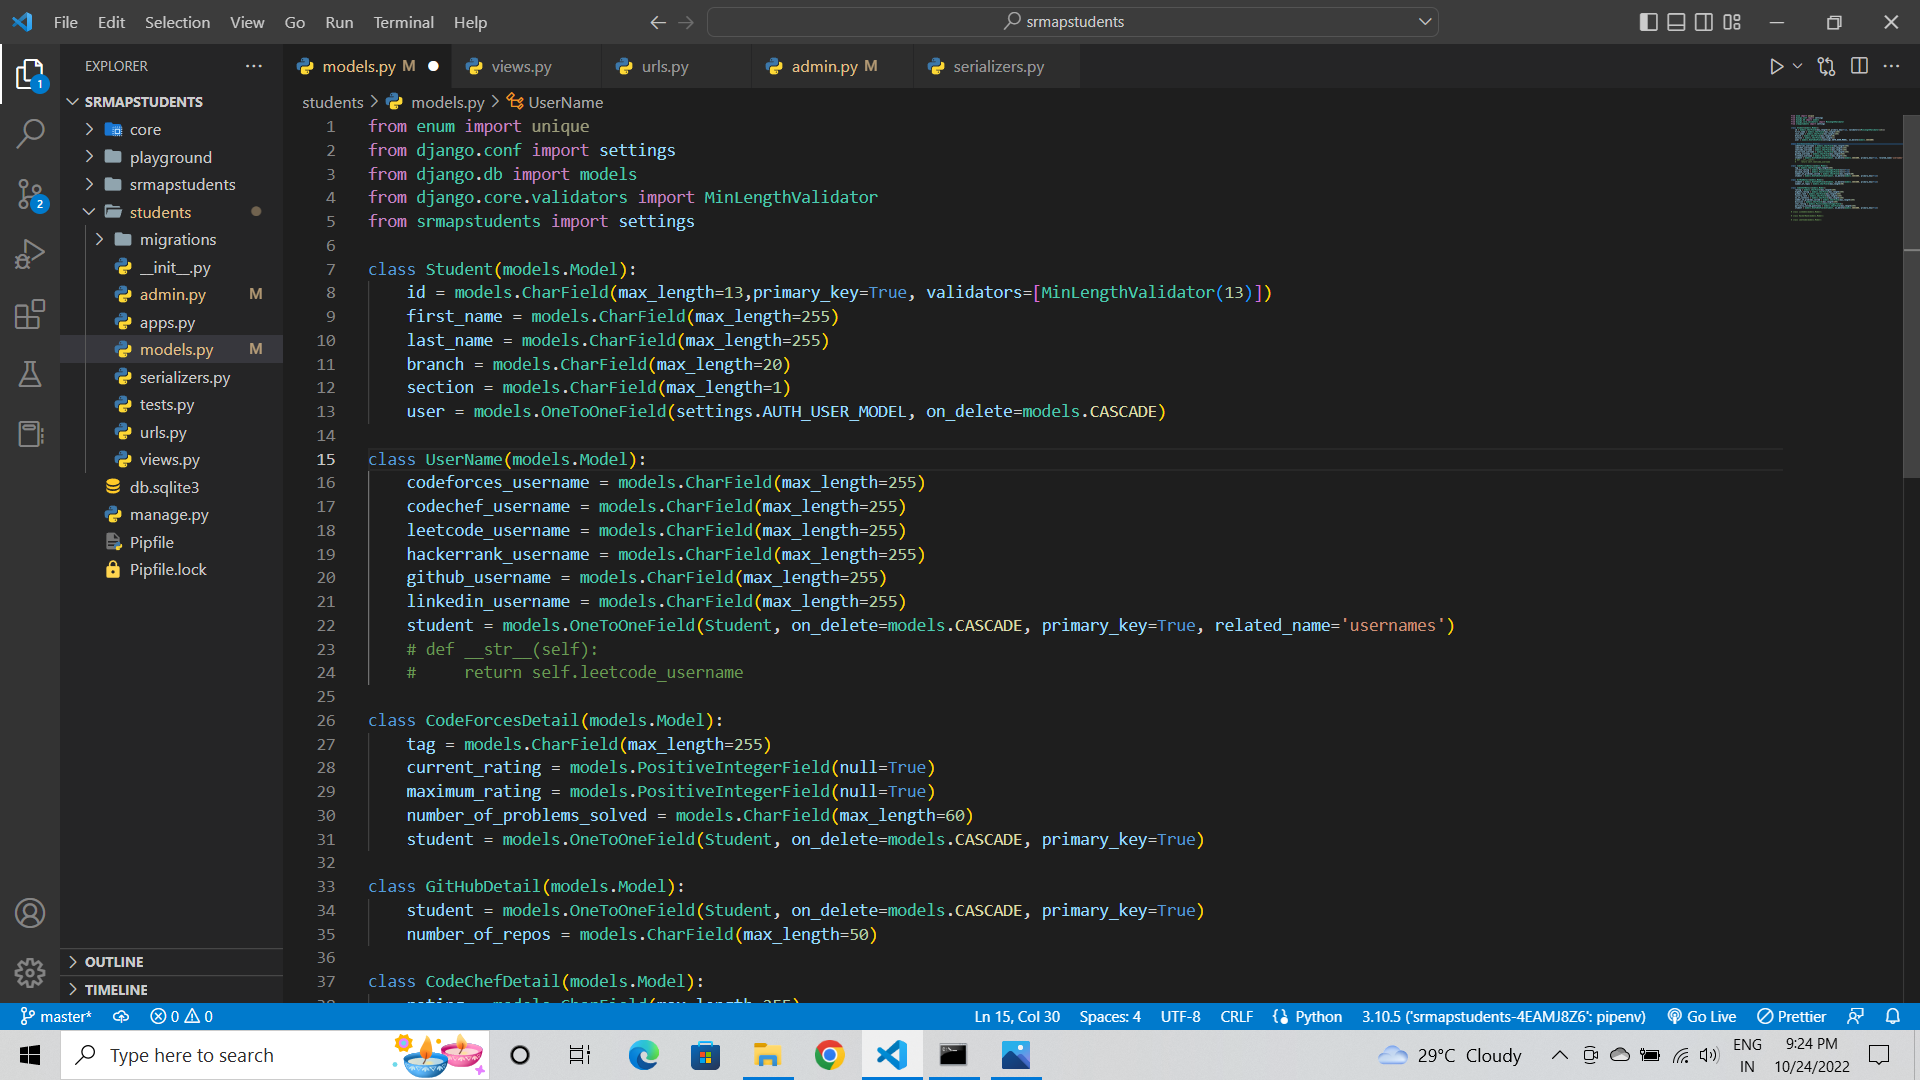 File Edit Selection View Go Run Terminal Help
srmapstudents
EXPLORER
models.py M
views.py
urls.py
admin.py M
serializers.py
students > models.py > UserName
SRMAPSTUDENTS
core
playground
srmapstudents
students
migrations
__init__.py
admin.py M
apps.py
models.py M
serializers.py
tests.py
urls.py
views.py
db.sqlite3
manage.py
Pipfile
Pipfile.lock
OUTLINE
TIMELINE
1
2
1 from enum import unique
2 from django.conf import settings
3 from django.db import models
4 from django.core.validators import MinLengthValidator
5 from srmapstudents import settings
6
7 class Student(models.Model):
8 id = models.CharField(max_length=13,primary_key=True, validators=[MinLengthValidator(13)])
9 first_name = models.CharField(max_length=255)
10 last_name = models.CharField(max_length=255)
11 branch = models.CharField(max_length=20)
12 section = models.CharField(max_length=1)
13 user = models.OneToOneField(settings.AUTH_USER_MODEL, on_delete=models.CASCADE)
14
15 class UserName(models.Model):
16 codeforces_username = models.CharField(max_length=255)
17 codechef_username = models.CharField(max_length=255)
18 leetcode_username = models.CharField(max_length=255)
19 hackerrank_username = models.CharField(max_length=255)
20 github_username = models.CharField(max_length=255)
21 linkedin_username = models.CharField(max_length=255)
22 student = models.OneToOneField(Student, on_delete=models.CASCADE, primary_key=True, related_name='usernames')
23 # def __str__(self):
24 #     return self.leetcode_username
25
26 class CodeForcesDetail(models.Model):
27 tag = models.CharField(max_length=255)
28 current_rating = models.PositiveIntegerField(null=True)
29 maximum_rating = models.PositiveIntegerField(null=True)
30 number_of_problems_solved = models.CharField(max_length=60)
31 student = models.OneToOneField(Student, on_delete=models.CASCADE, primary_key=True)
32
33 class GitHubDetail(models.Model):
34 student = models.OneToOneField(Student, on_delete=models.CASCADE, primary_key=True)
35 number_of_repos = models.CharField(max_length=50)
36
37 class CodeChefDetail(models.Model):
master* 0 0 Ln 15, Col 30 Spaces: 4 UTF-8 CRLF Python 3.10.5 ('srmapstudents-4EAMJ8Z6': pipenv) Go Live Prettier
Type here to search
29°C Cloudy
ENG
IN
9:24 PM
10/24/2022